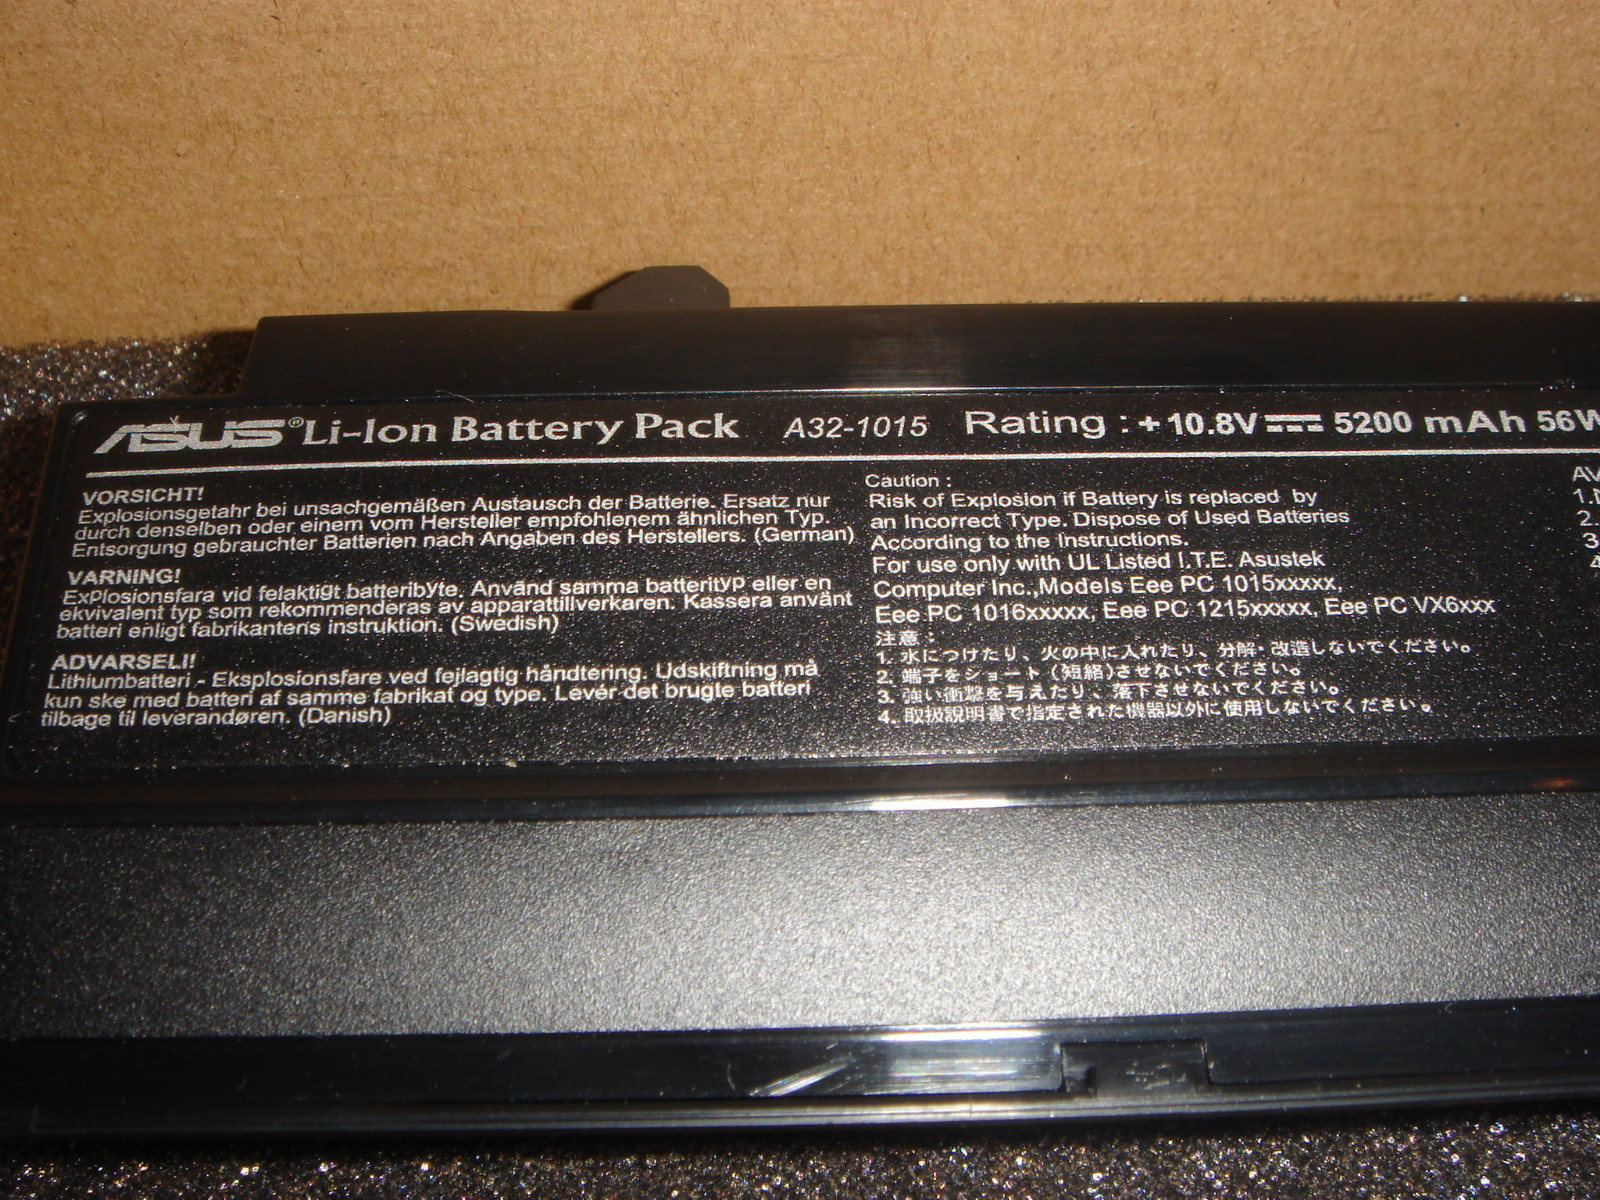 ASUS® Li-Ion Battery Pack A32-1015 Rating : +10.8V 5200 mAh 56W
VORSICHT!
Explosionsgetahr bei unsachgemäßen Austausch der Batterie. Ersatz nur
durch denselben oder einem vom Hersteller empfohlenem ähnlichen Typ.
Entsorgung gebrauchter Batterien nach Angaben des Herstellers. (German)
VARNING!
ExPlosionsfara vid felaktigt batteribyte. Använd samma batterityp eller en
ekvivalent typ som rekommenderas av apparattillverkaren. Kassera använt
batteri enligt fabrikantens instruktion. (Swedish)
ADVARSELI!
Lithiumbatteri - Eksplosionsfare ved fejlagtig håndtering. Udskiftning må
kun ske med batteri af samme fabrikat og type. Lévér det brugte batteri
tilbage til leverandøren. (Danish)
Caution :
Risk of Explosion if Battery is replaced by
an Incorrect Type. Dispose of Used Batteries
According to the Instructions.
For use only with UL Listed I.T.E. Asustek
Computer Inc.,Models Eee PC 1015xxxxx,
Eee PC 1016xxxxx, Eee PC 1215xxxxx, Eee PC VX6xxx
注意：
1. 水につけたり、火の中に入れたり、分解・改造しないでください。
2. 端子をショート（短絡）させないでください。
3. 強い衝撃を与えたり、落下させないでください。
4. 取扱説明書で指定された機器以外に使用しないでください。
AV
1.
2.
3
4